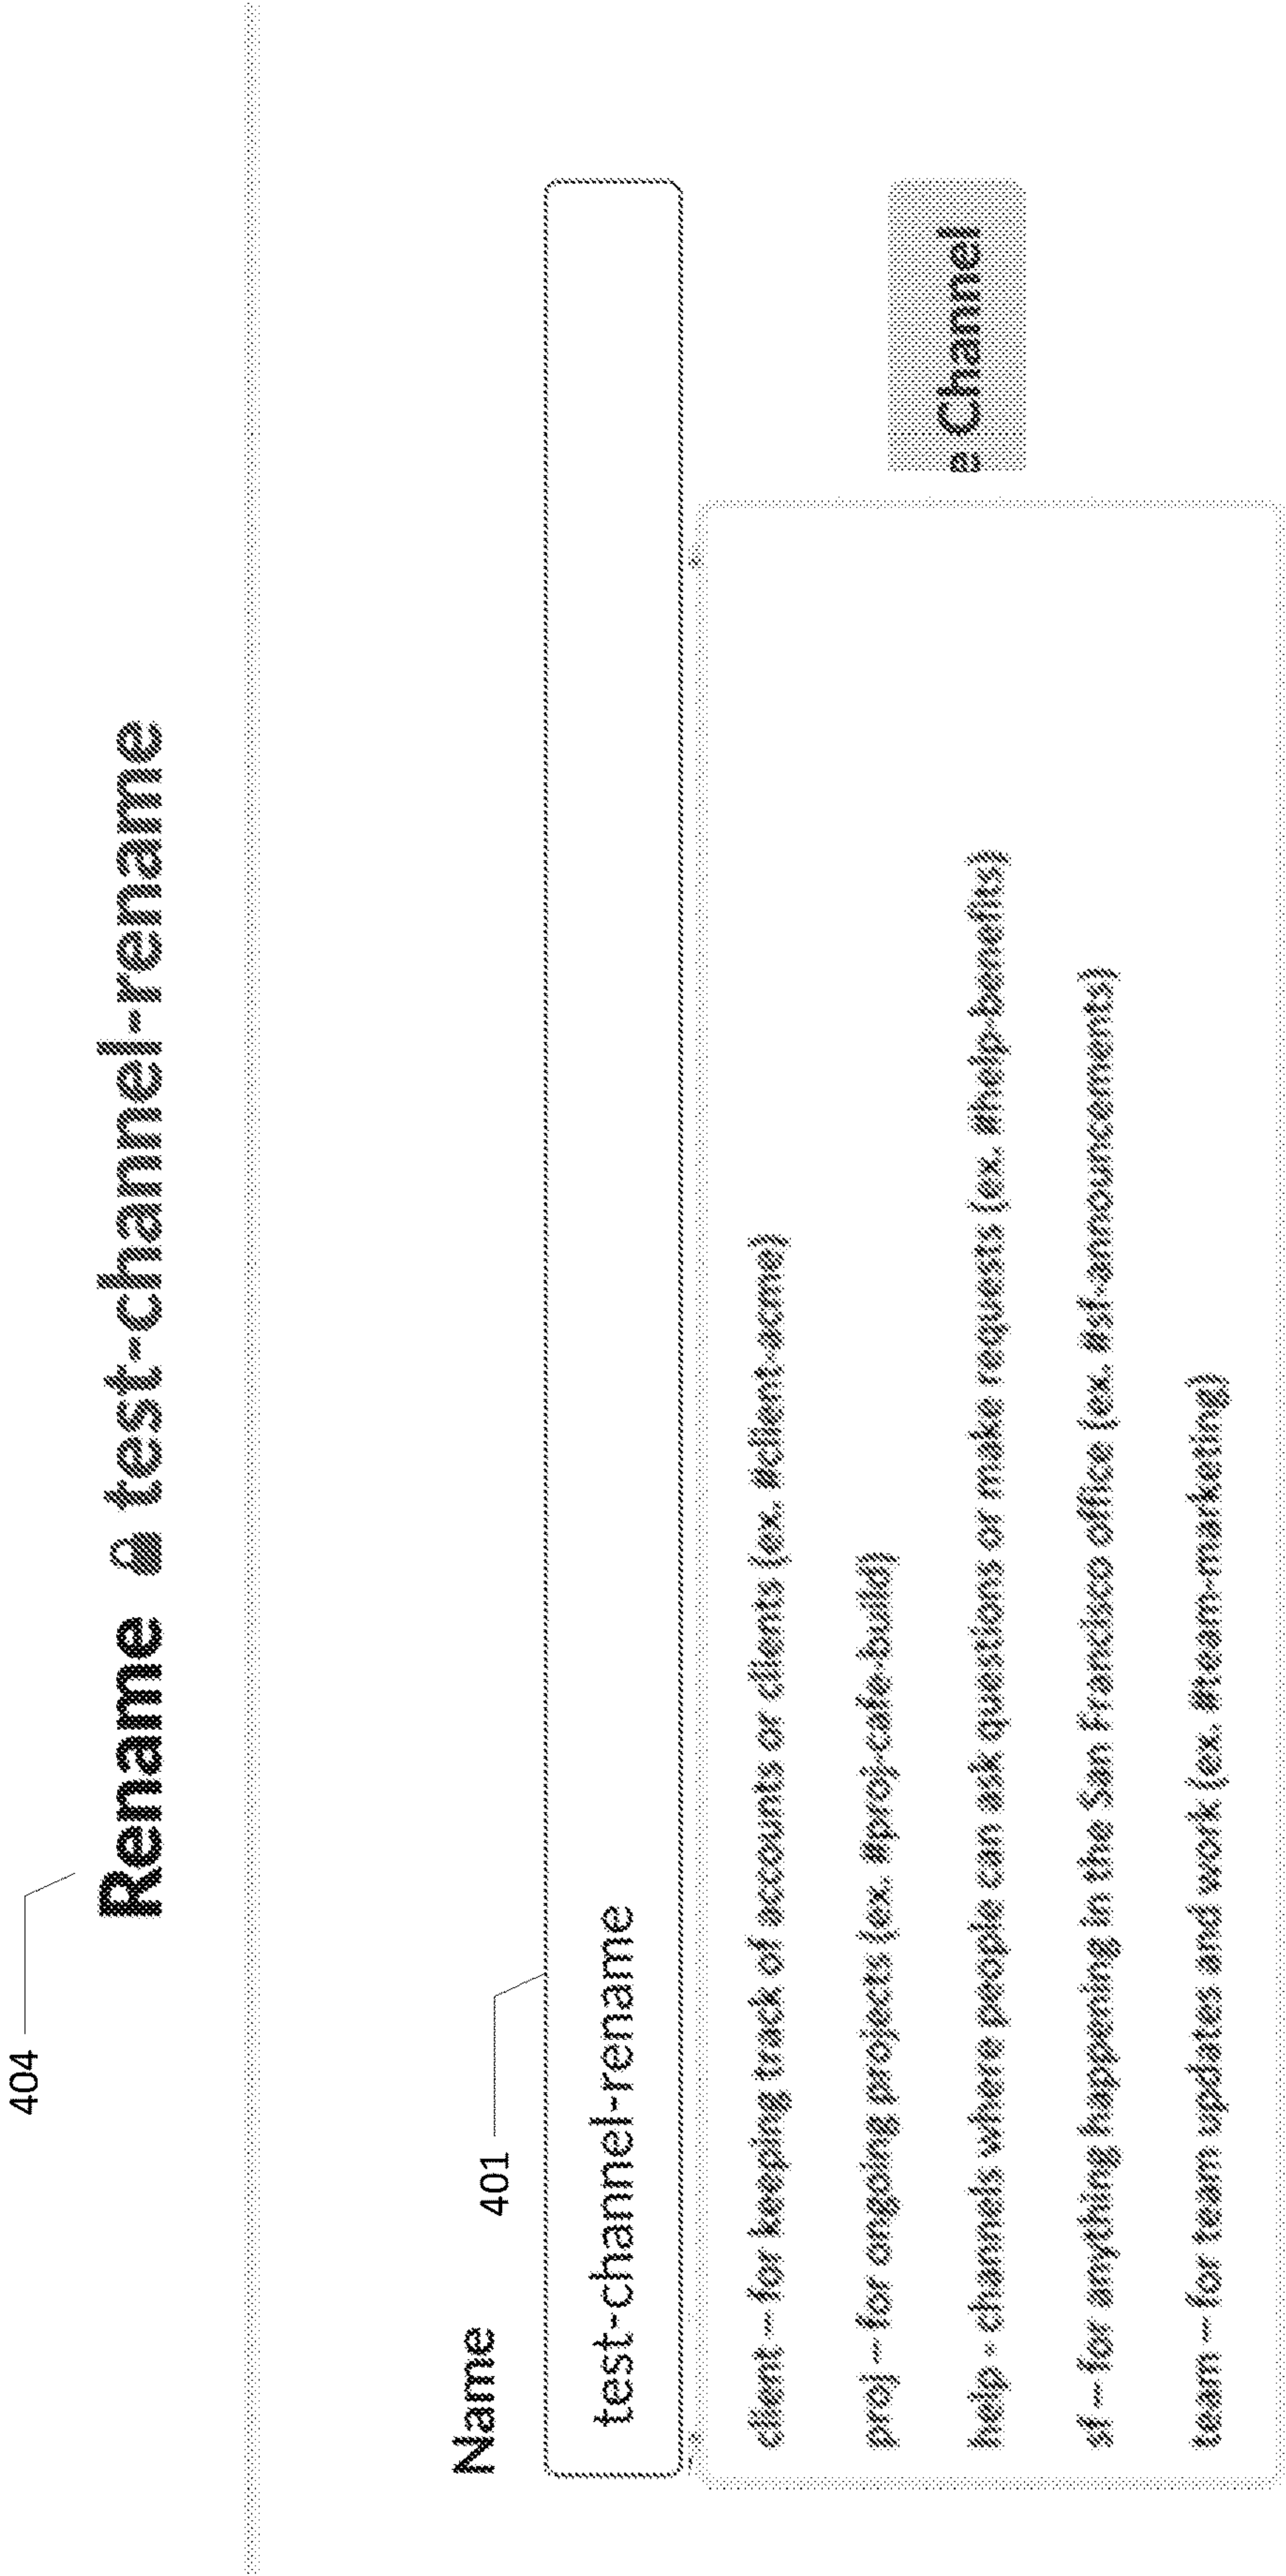 404
Rename test-channel-rename
Name
401
test-channel-rename
client -- for keeping track of accounts or clients (ex. #client-acme)
proj -- for ongoing projects (ex. #proj-cafe-build)
help - channels where people can ask questions or make requests (ex. #help-benefits)
sf -- for anything happening in the San Francisco office (ex. #sf-announcements)
team -- for team updates and work (ex. #team-marketing)
e Channel